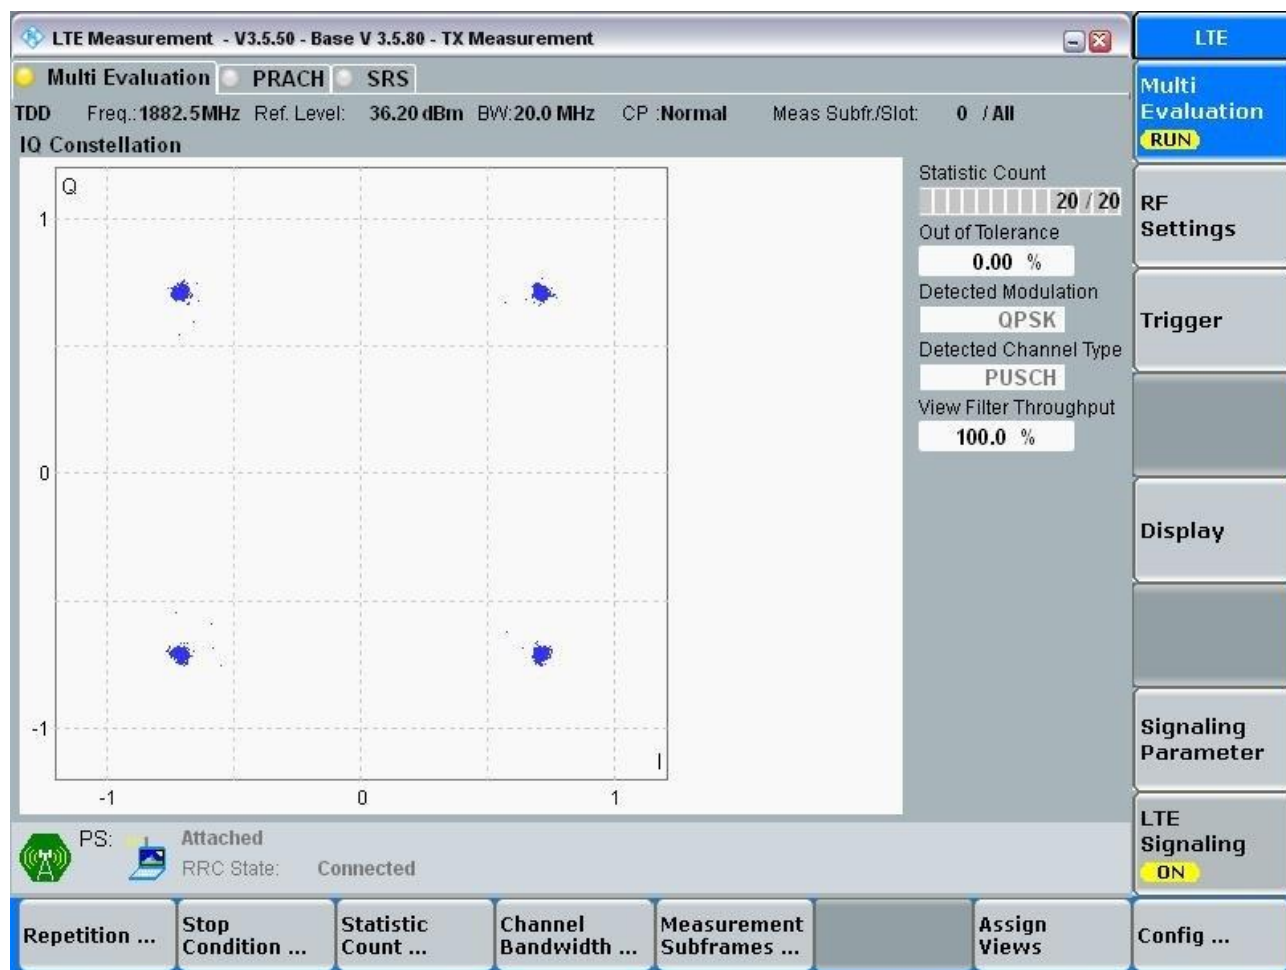 LTE Measurement - V3.5.50 - Base V 3.5.80 - TX Measurement
LTE
Multi Evaluation PRACH SRS
TDD Freq.:1882.5MHz Ref. Level: 36.20 dBm BW:20.0 MHz CP :Normal Meas Subfr./Slot: 0 / All
IQ Constellation
Q
1
0
-1
I
-1 0 1
Statistic Count
20 / 20
Out of Tolerance
0.00 %
Detected Modulation
QPSK
Detected Channel Type
PUSCH
View Filter Throughput
100.0 %
Multi
Evaluation
RUN
RF
Settings
Trigger
Display
Signaling
Parameter
LTE
Signaling
ON
PS: Attached
RRC State: Connected
Repetition ...
Stop
Condition ...
Statistic
Count ...
Channel
Bandwidth ...
Measurement
Subframes ...
Assign
Views
Config ...